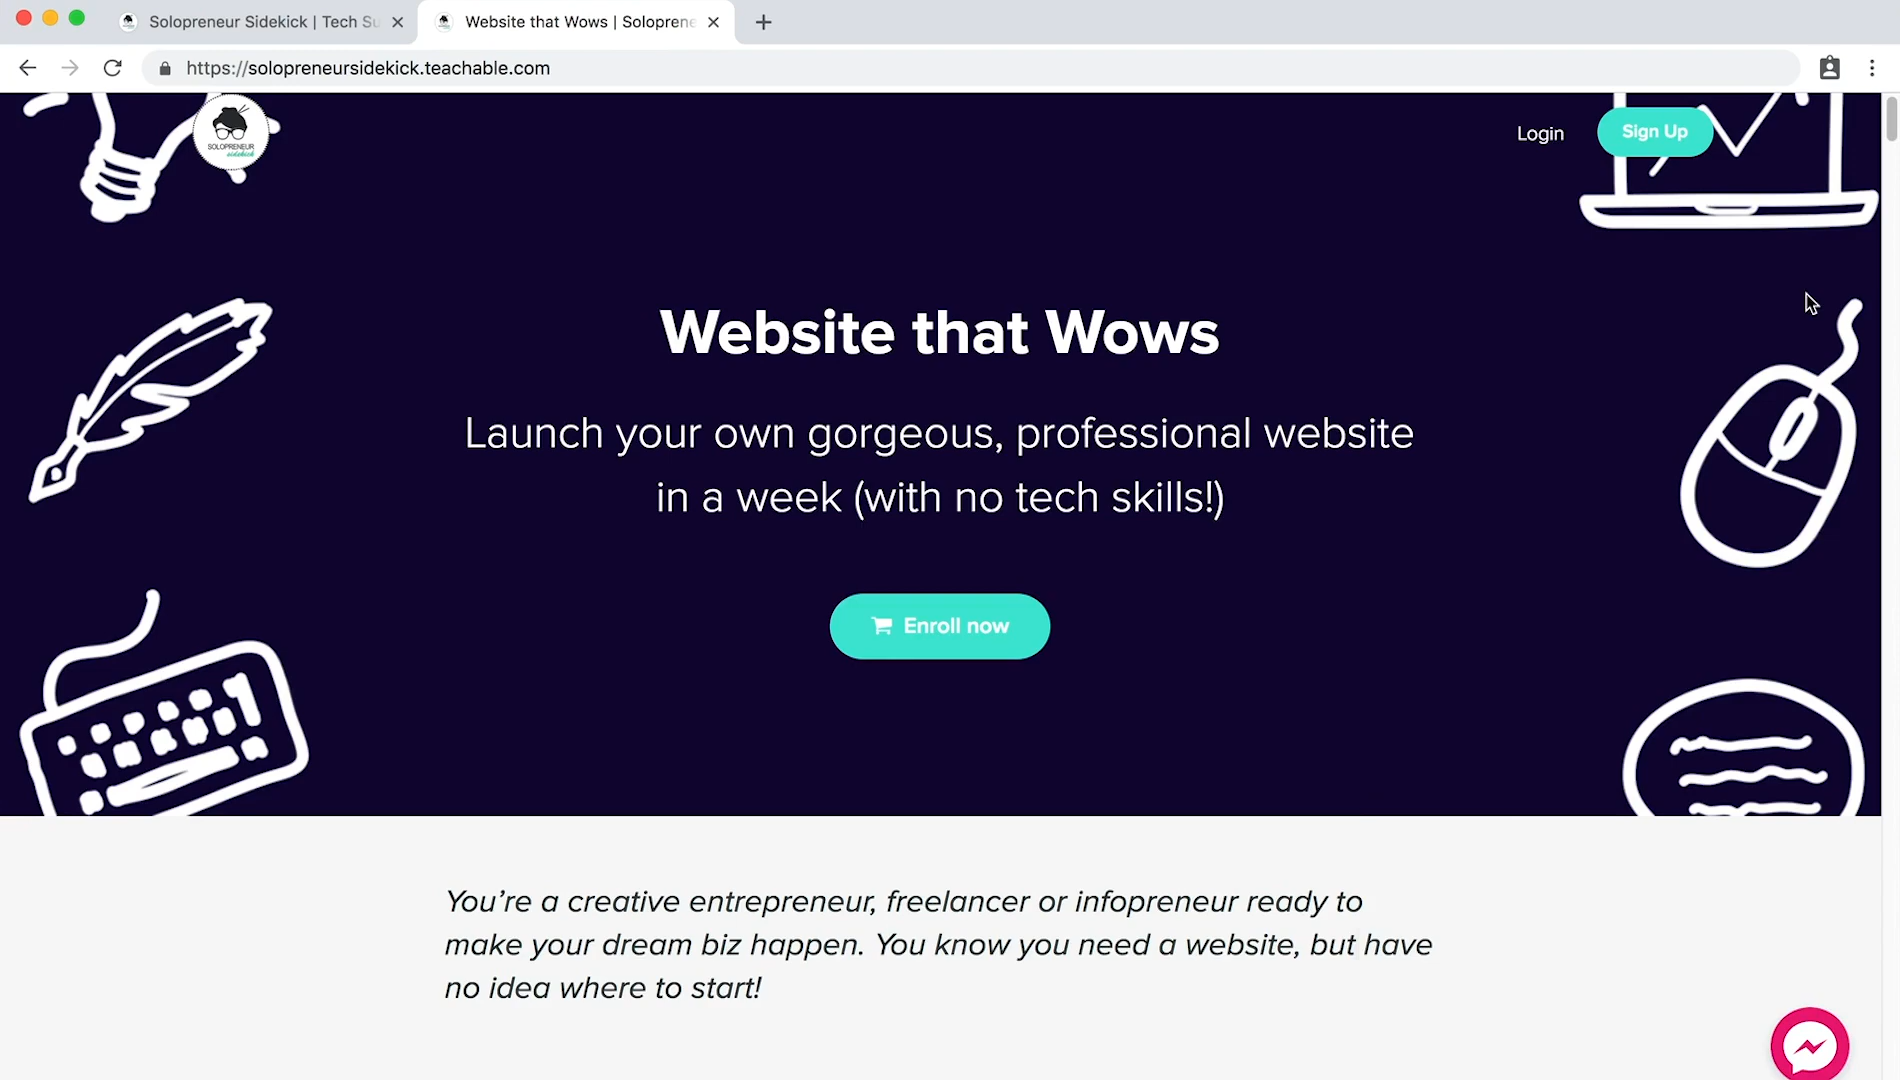 Solopreneur Sidekick | Tech Su
Website that Wows | Soloprene
https://solopreneursidekick.teachable.com
SOLOPRENEUR
sidekick
Login
Sign Up
Website that Wows
Launch your own gorgeous, professional website
in a week (with no tech skills!)
Enroll now
You’re a creative entrepreneur, freelancer or infopreneur ready to
make your dream biz happen. You know you need a website, but have
no idea where to start!